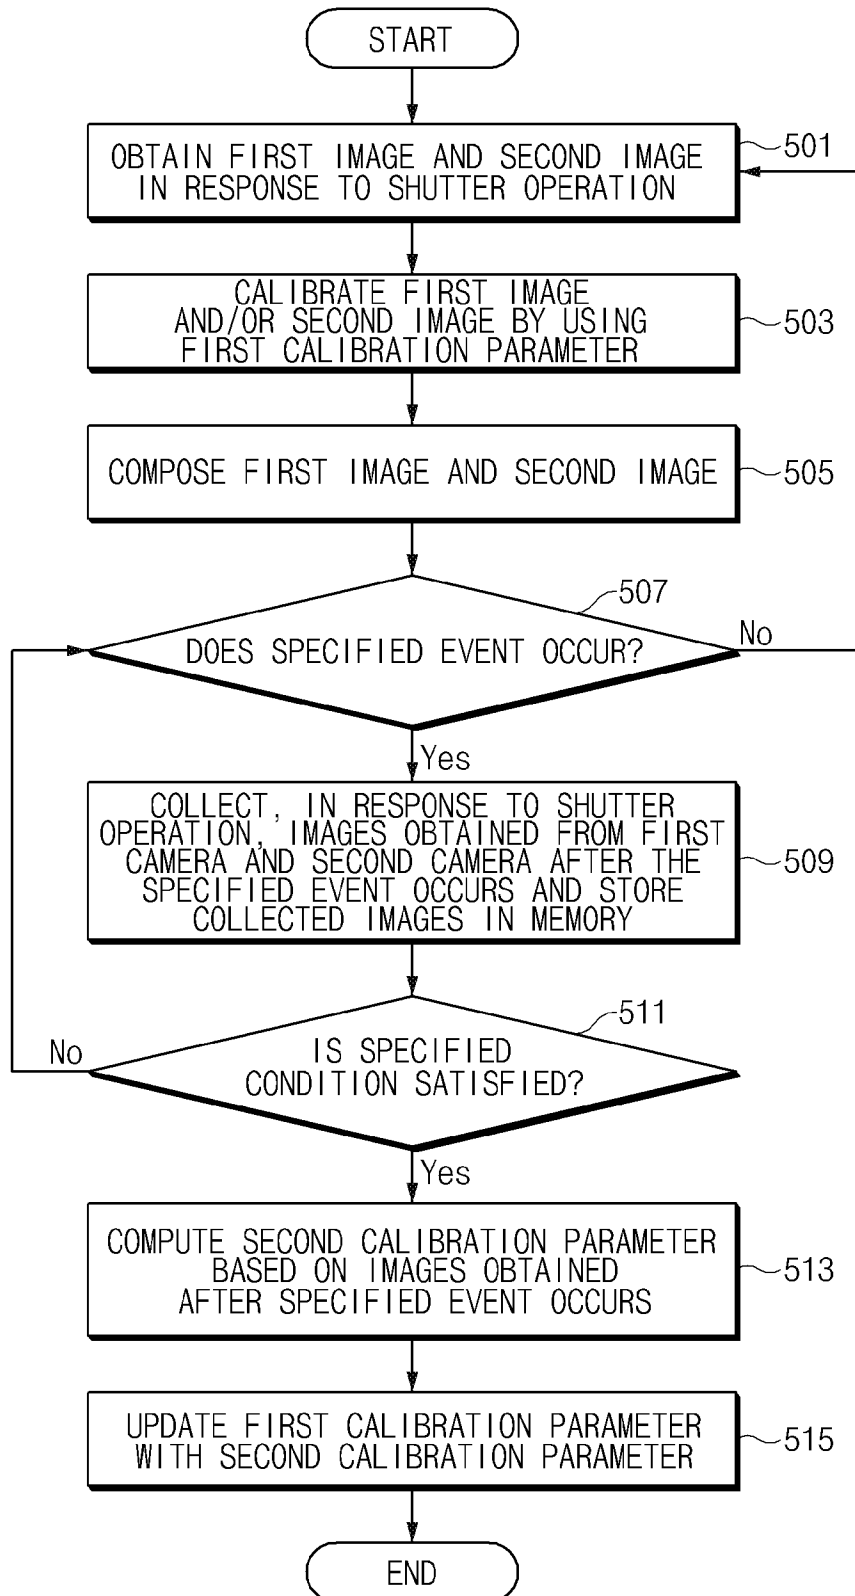 START
OBTAIN FIRST IMAGE AND SECOND IMAGE
IN RESPONSE TO SHUTTER OPERATION
501
CALIBRATE FIRST IMAGE
AND/OR SECOND IMAGE BY USING
FIRST CALIBRATION PARAMETER
503
COMPOSE FIRST IMAGE AND SECOND IMAGE
505
507
DOES SPECIFIED EVENT OCCUR?
No
Yes
COLLECT, IN RESPONSE TO SHUTTER
OPERATION, IMAGES OBTAINED FROM FIRST
CAMERA AND SECOND CAMERA AFTER THE
SPECIFIED EVENT OCCURS AND STORE
COLLECTED IMAGES IN MEMORY
509
511
IS SPECIFIED
CONDITION SATISFIED?
No
Yes
COMPUTE SECOND CALIBRATION PARAMETER
BASED ON IMAGES OBTAINED
AFTER SPECIFIED EVENT OCCURS
513
UPDATE FIRST CALIBRATION PARAMETER
WITH SECOND CALIBRATION PARAMETER
515
END